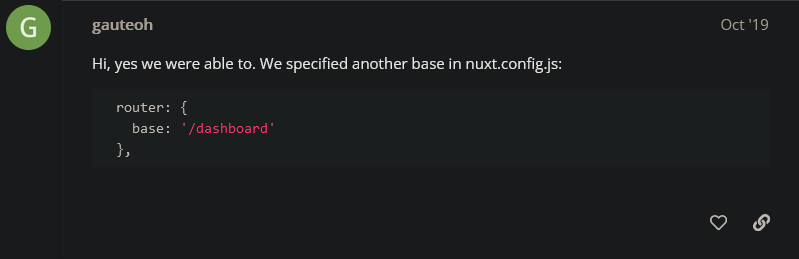 G
gauteoh
Oct '19
Hi, yes we were able to. We specified another base in nuxt.config.js:
router: {
  base: '/dashboard'
},